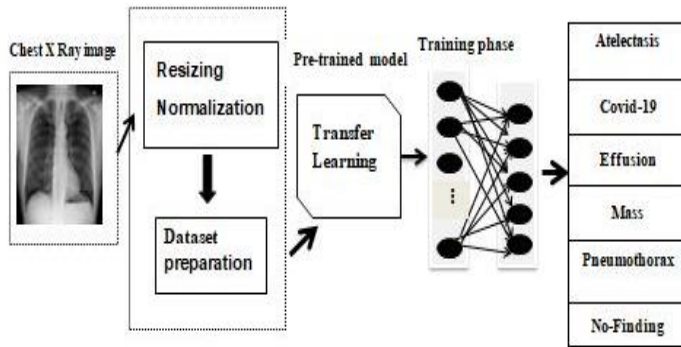 Chest X Ray image
Resizing
Normalization
Dataset
preparation
Pre-trained model
Transfer
Learning
Training phase
Atelectasis
Covid-19
Effusion
Mass
Pneumothorax
No-Finding